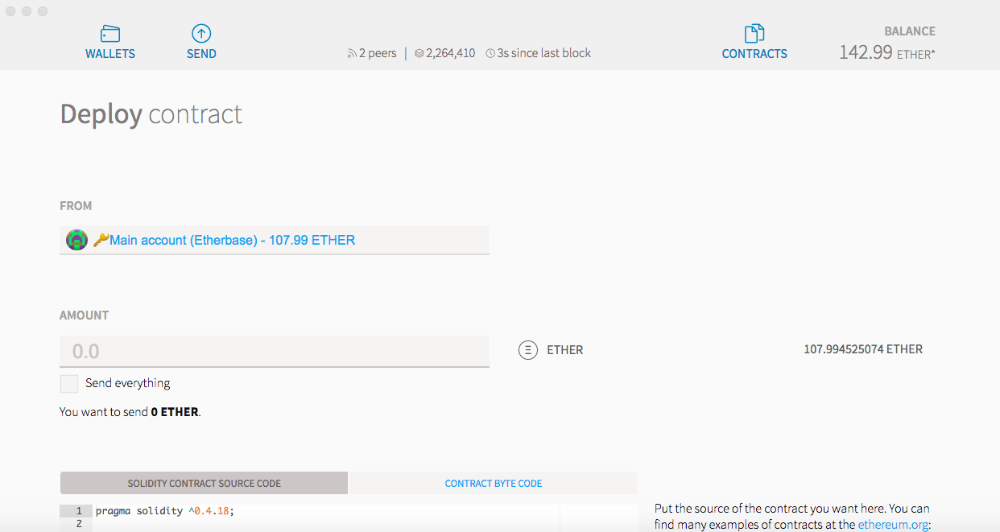 WALLETS
SEND
2 peers | 2,264,410 3s since last block
CONTRACTS
BALANCE
142.99 ETHER*
Deploy contract
FROM
Main account (Etherbase) - 107.99 ETHER
AMOUNT
0.0
ETHER
107.994525074 ETHER
Send everything
You want to send 0 ETHER.
SOLIDITY CONTRACT SOURCE CODE
CONTRACT BYTE CODE
1 pragma solidity ^0.4.18;
2
Put the source of the contract you want here. You can
find many examples of contracts at the ethereum.org: